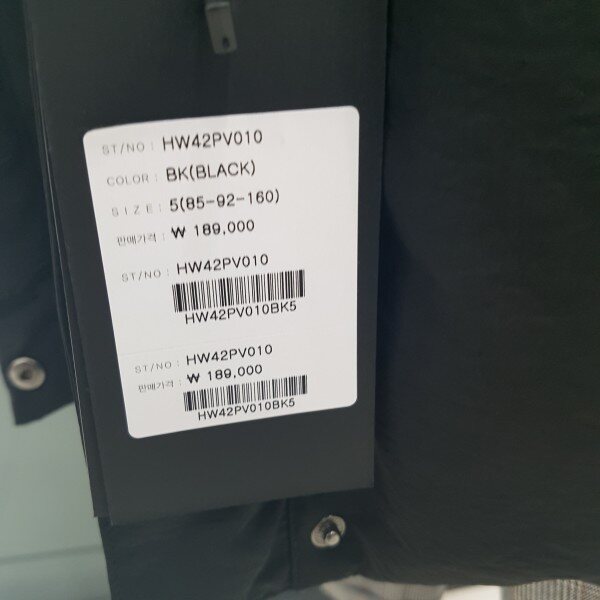 ST/NO : HW42PV010
COLOR : BK(BLACK)
SIZE : 5(85-92-160)
판매가격 : ₩ 189,000
ST/NO : HW42PV010
HW42PV010BK5
ST/NO : HW42PV010
판매가격 : ₩ 189,000
HW42PV010BK5